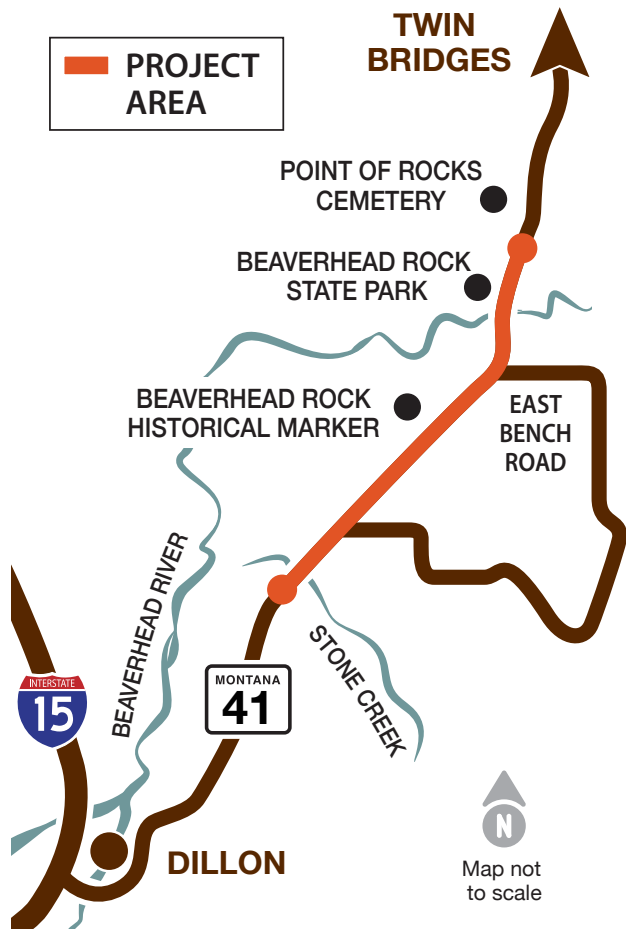 TWIN
BRIDGES
PROJECT
AREA
POINT OF ROCKS
CEMETERY
BEAVERHEAD ROCK
STATE PARK
BEAVERHEAD ROCK
HISTORICAL MARKER
EAST
BENCH
ROAD
BEAVERHEAD RIVER
STONE CREEK
MONTANA
41
INTERSTATE
15
DILLON
N
Map not
to scale